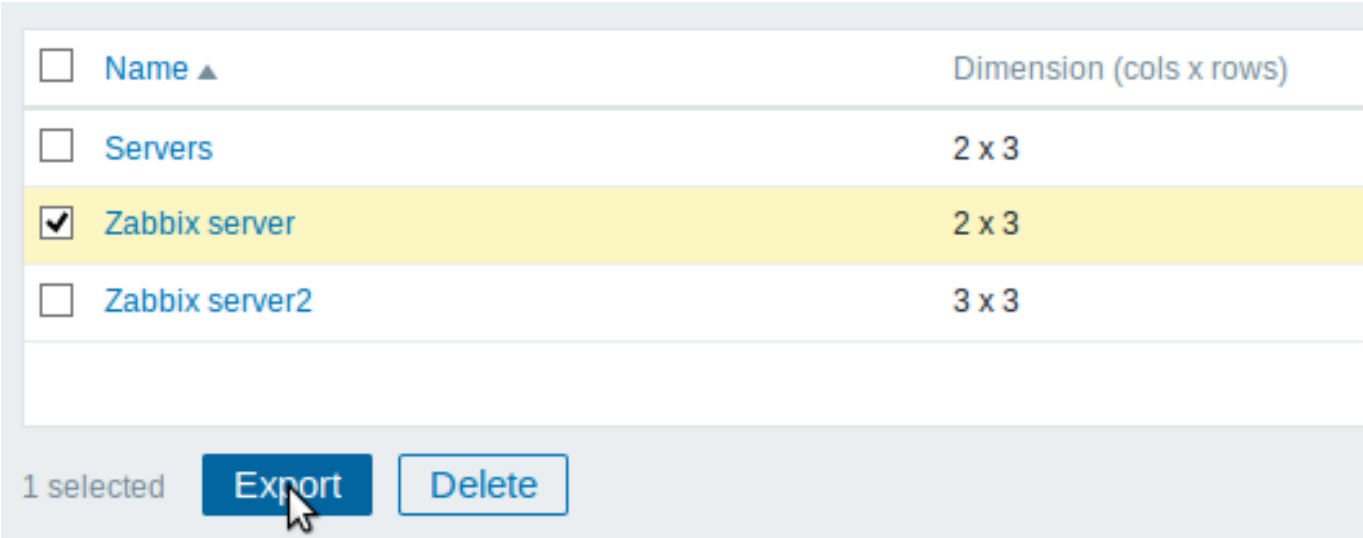 Name ▲ Dimension (cols x rows)
Servers 2 x 3
Zabbix server 2 x 3
Zabbix server2 3 x 3
1 selected Export Delete